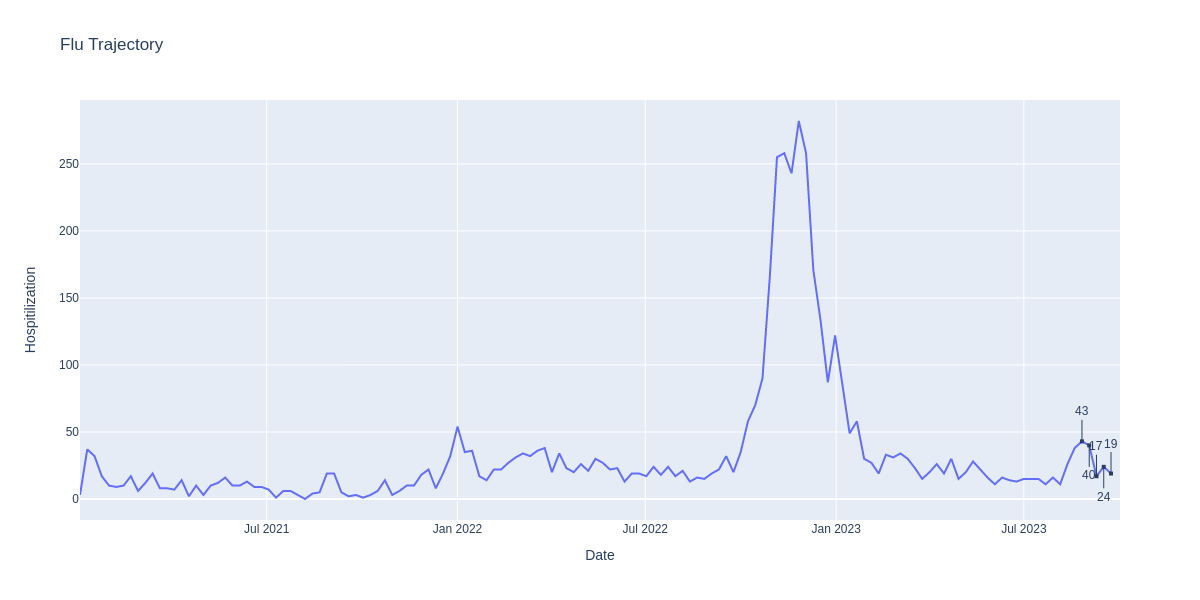 Flu Trajectory
Hospitilization
250
200
150
100
50
0
43
17
19
40
24
Jul 2021
Jan 2022
Jul 2022
Jan 2023
Jul 2023
Date